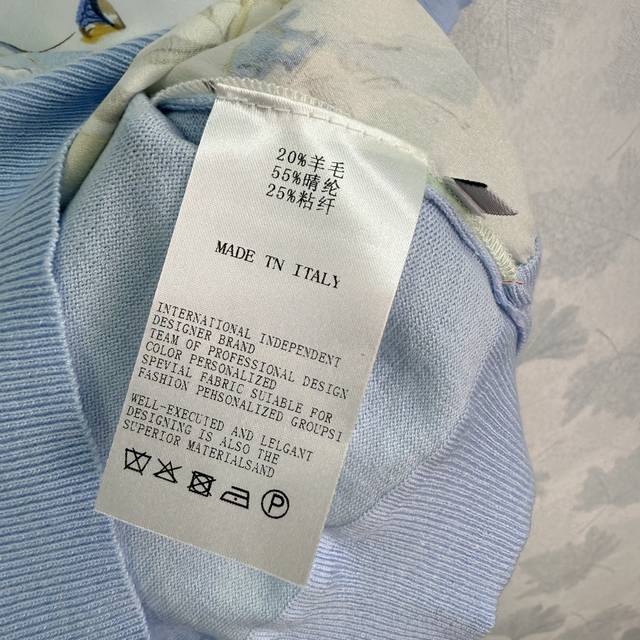 20%羊毛
55%晴纶
25%粘纤
MADE TN ITALY
INTERNATIONAL INDEPENDENT
DESIGNER BRAND
TEAM OF PROFESSIONAL DESIGN
COLOR PERSONALIZED
SPEVIAL FABRIC SUIABLE FOR
FASHION PEHSONALIZED GROUPSI
WELL-EXECUTED AND LELGANT
DESIGNING IS ALSO THE
SUPERIOR MATERIALSAND
P